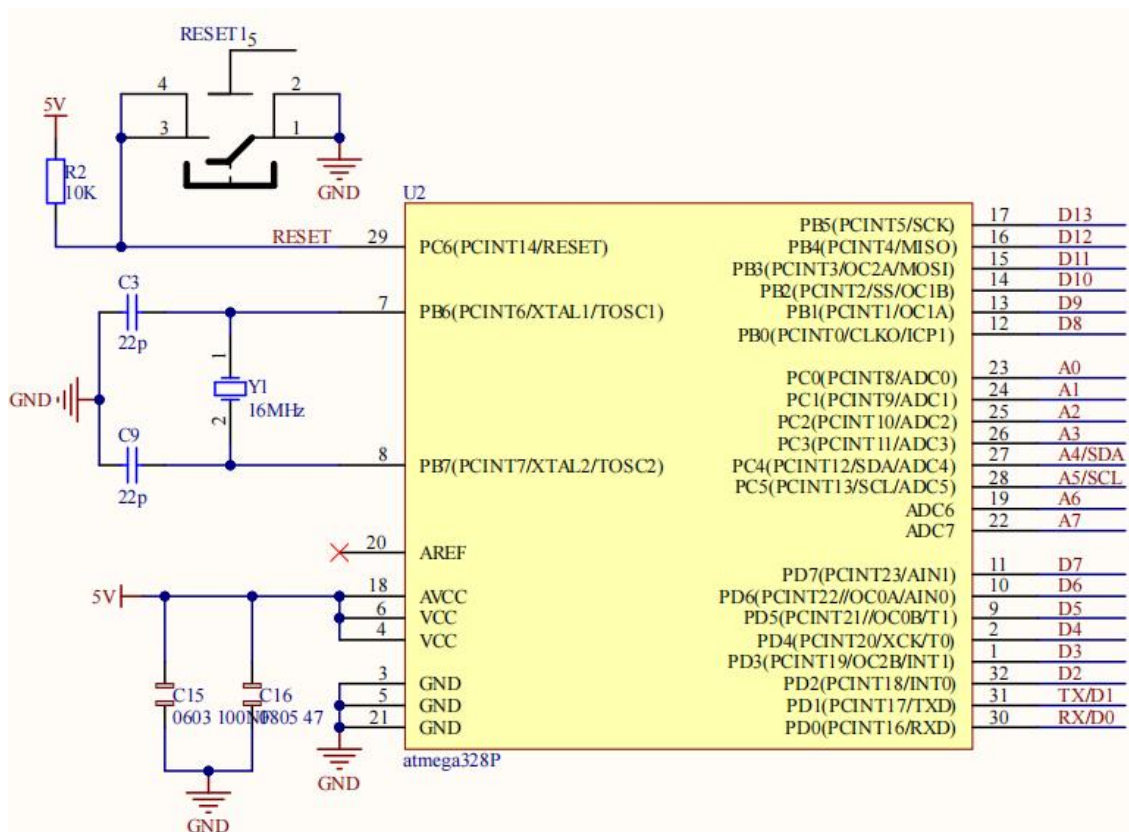 RESET1
5
4
2
3
1
5V
R2
10K
GND
U2
RESET
29
PC6(PCINT14/RESET)
C3
22p
7
PB6(PCINT6/XTAL1/TOSC1)
1
Y1
16MHz
2
GND
C9
22p
8
PB7(PCINT7/XTAL2/TOSC2)
20
AREF
5V
18
AVCC
6
VCC
4
VCC
3
GND
5
GND
21
GND
C15
C16
0603 100NF
0805 47
GND
GND
atmega328P
PB5(PCINT5/SCK) 17 D13
PB4(PCINT4/MISO) 16 D12
PB3(PCINT3/OC2A/MOSI) 15 D11
PB2(PCINT2/SS/OC1B) 14 D10
PB1(PCINT1/OC1A) 13 D9
PB0(PCINT0/CLKO/ICP1) 12 D8
PC0(PCINT8/ADC0) 23 A0
PC1(PCINT9/ADC1) 24 A1
PC2(PCINT10/ADC2) 25 A2
PC3(PCINT11/ADC3) 26 A3
PC4(PCINT12/SDA/ADC4) 27 A4/SDA
PC5(PCINT13/SCL/ADC5) 28 A5/SCL
ADC6 19 A6
ADC7 22 A7
PD7(PCINT23/AIN1) 11 D7
PD6(PCINT22//OC0A/AIN0) 10 D6
PD5(PCINT21//OC0B/T1) 9 D5
PD4(PCINT20/XCK/T0) 2 D4
PD3(PCINT19/OC2B/INT1) 1 D3
PD2(PCINT18/INT0) 32 D2
PD1(PCINT17/TXD) 31 TX/D1
PD0(PCINT16/RXD) 30 RX/D0